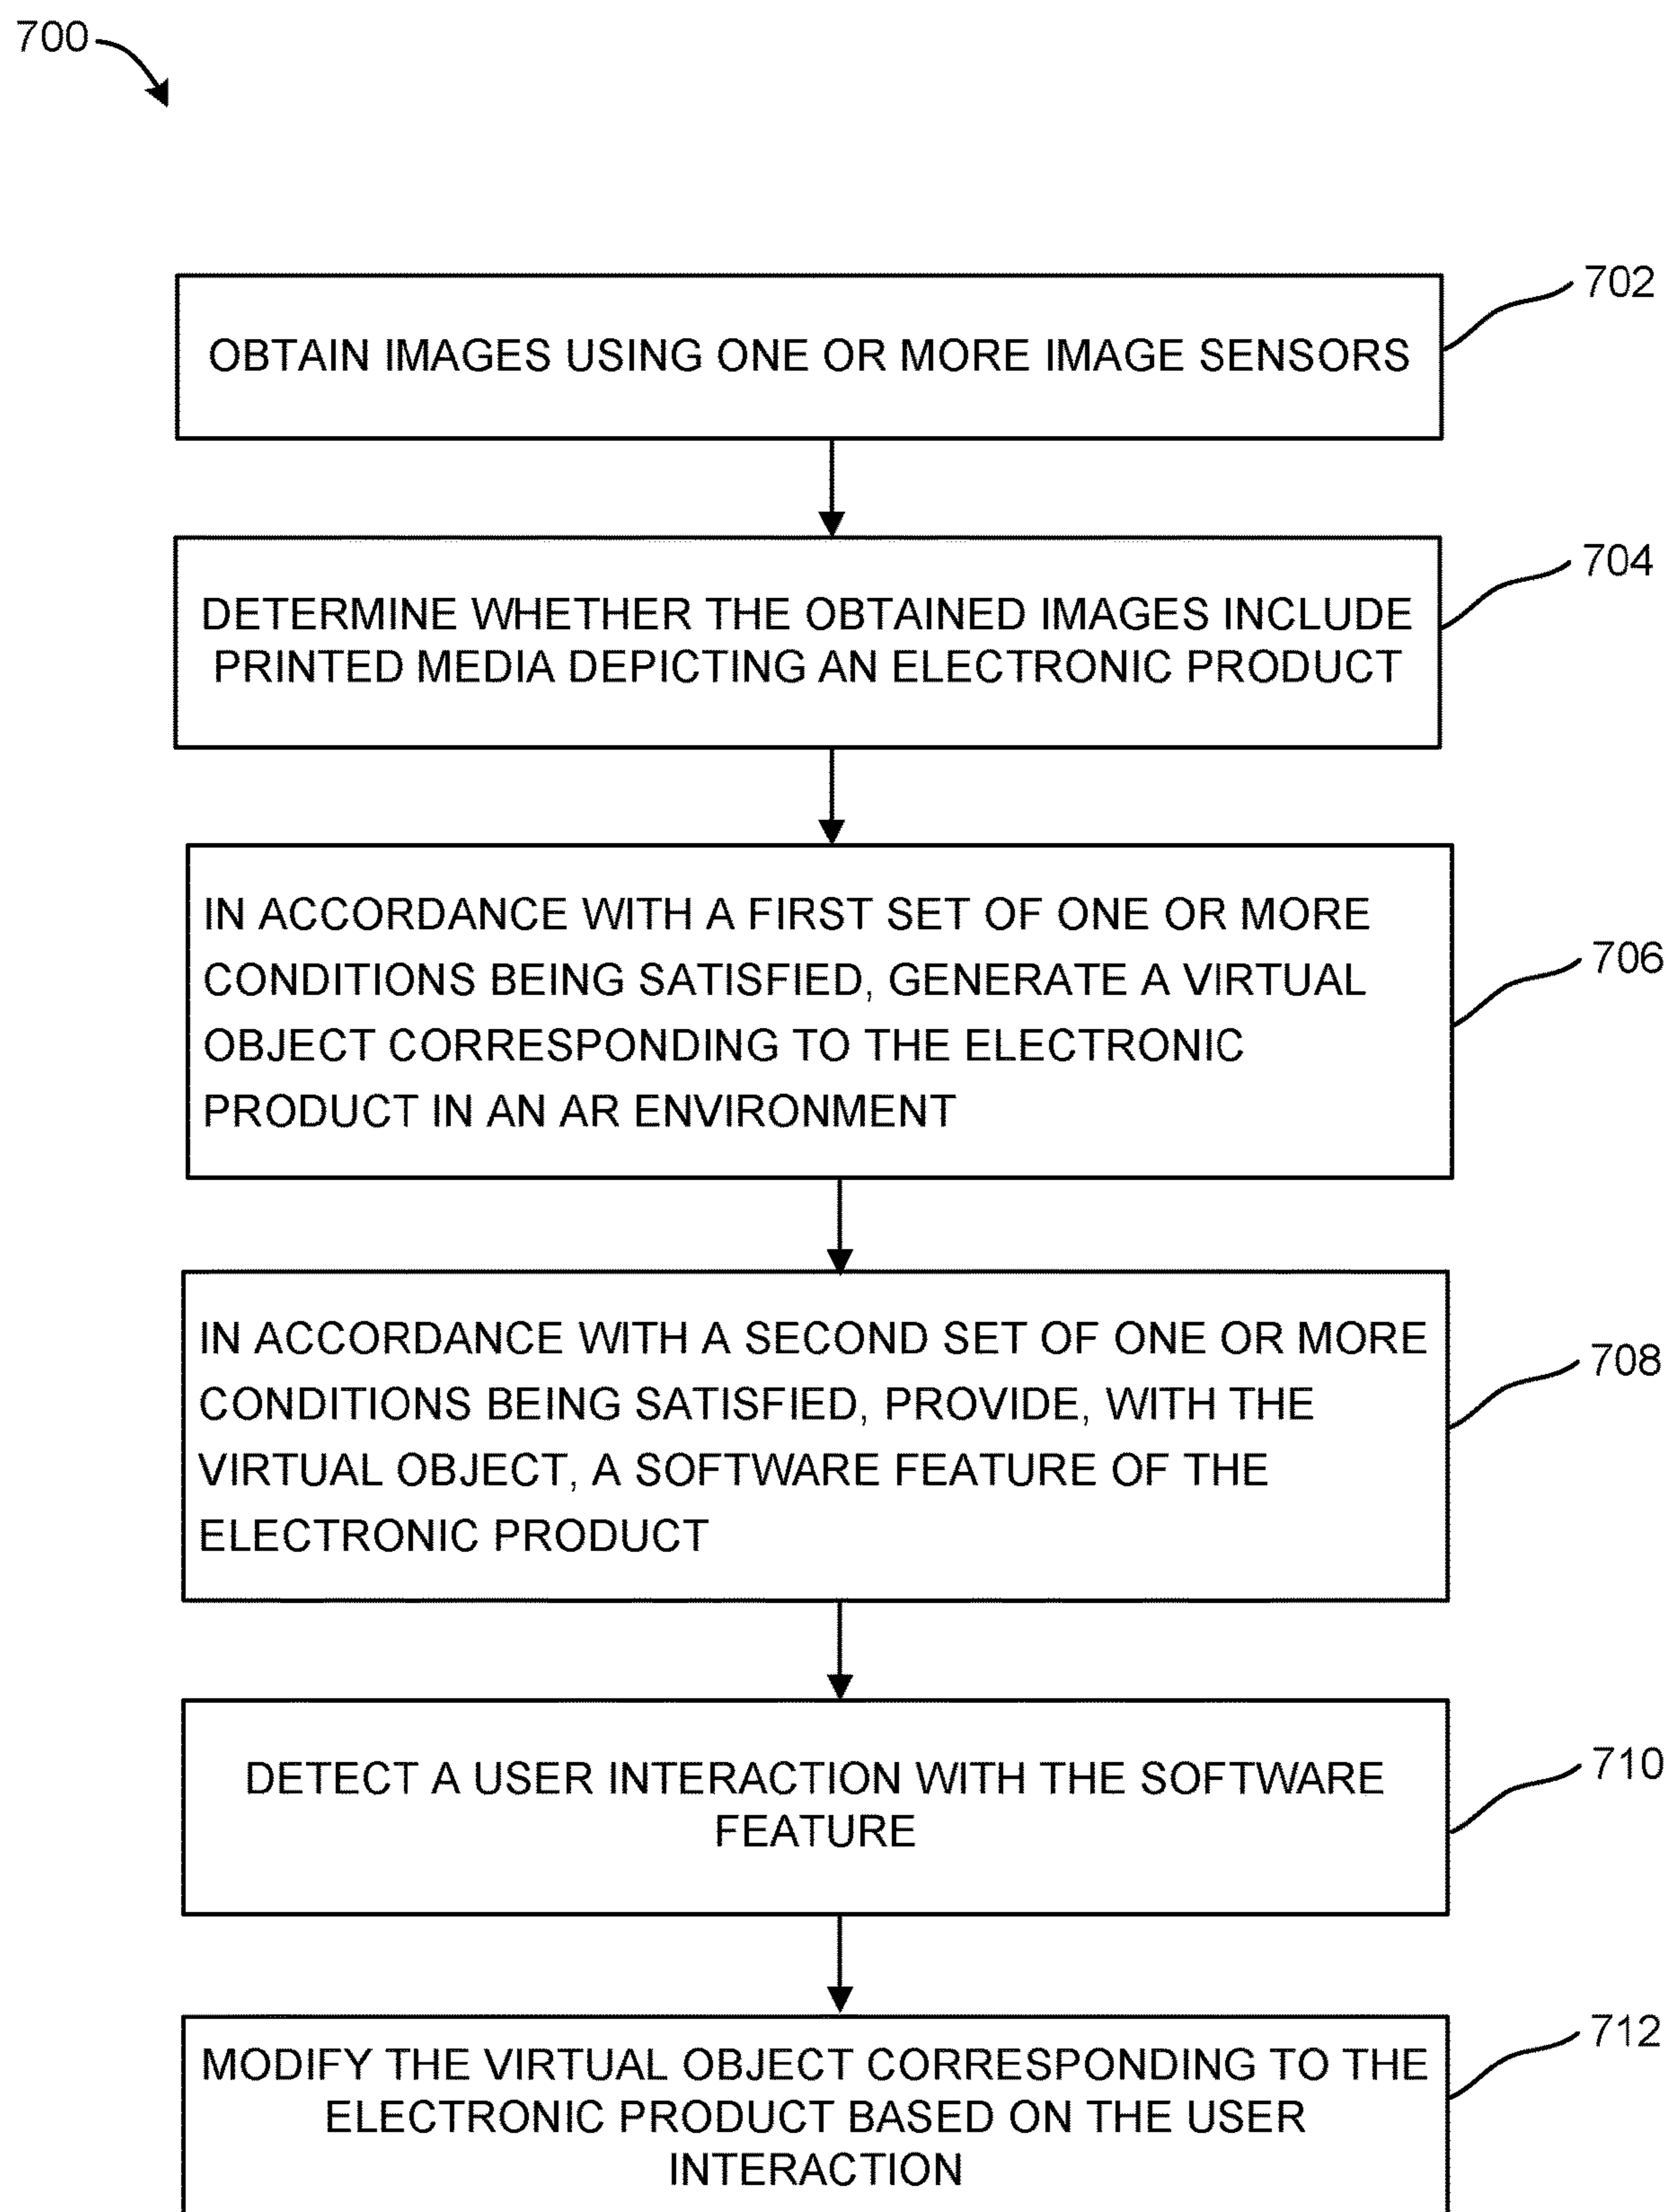 700
702
OBTAIN IMAGES USING ONE OR MORE IMAGE SENSORS
704
DETERMINE WHETHER THE OBTAINED IMAGES INCLUDE
PRINTED MEDIA DEPICTING AN ELECTRONIC PRODUCT
IN ACCORDANCE WITH A FIRST SET OF ONE OR MORE
706
CONDITIONS BEING SATISFIED, GENERATE A VIRTUAL
OBJECT CORRESPONDING TO THE ELECTRONIC
PRODUCT IN AN AR ENVIRONMENT
IN ACCORDANCE WITH A SECOND SET OF ONE OR MORE
708
CONDITIONS BEING SATISFIED, PROVIDE, WITH THE
VIRTUAL OBJECT, A SOFTWARE FEATURE OF THE
ELECTRONIC PRODUCT
710
DETECT A USER INTERACTION WITH THE SOFTWARE
FEATURE
712
MODIFY THE VIRTUAL OBJECT CORRESPONDING TO THE
ELECTRONIC PRODUCT BASED ON THE USER
INTERACTION